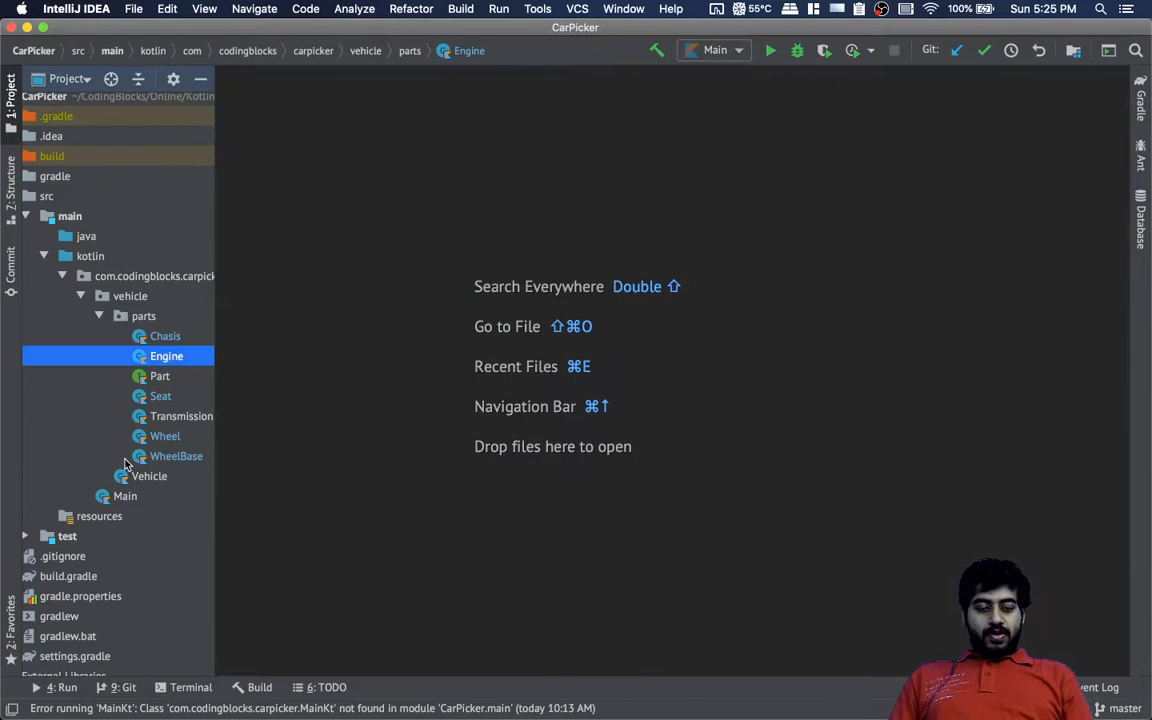 IntelliJ IDEA File Edit View Navigate Code Analyze Refactor Build Run Tools VCS Window Help 55°C 100% Sun 5:25 PM
CarPicker
CarPicker src main kotlin com codingblocks carpicker vehicle parts Engine Main Git:
1: Project
Z: Structure
Commit
2: Favorites
Project
CarPicker ~/CodingBlocks/Online/Kotlin
.gradle
.idea
build
gradle
src
main
java
kotlin
com.codingblocks.carpick
vehicle
parts
Chasis
Engine
Part
Seat
Transmission
Wheel
WheelBase
Vehicle
Main
resources
test
.gitignore
build.gradle
gradle.properties
gradlew
gradlew.bat
settings.gradle
External Libraries
Search Everywhere Double ⇧
Go to File ⇧⌘O
Recent Files ⌘E
Navigation Bar ⌘↑
Drop files here to open
Gradle
Ant
Database
4: Run 9: Git Terminal Build 6: TODO ent Log
Error running 'MainKt': Class 'com.codingblocks.carpicker.MainKt' not found in module 'CarPicker.main' (today 10:13 AM) master